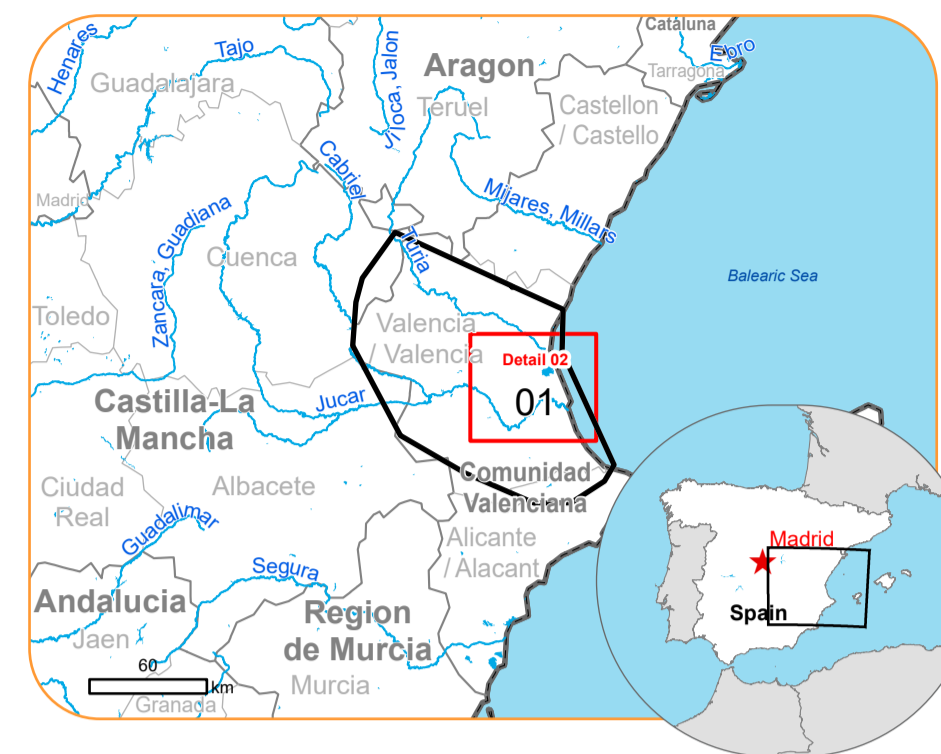 Cataluna
Ebro
Tarragona
Henares
Tajo
Jloca, Jalon
Aragon
Guadalajara
Teruel
Castellon
/ Castello
Cabriel
Mijares, Millars
Madrid
Zancara, Guadiana
Turia
Cuenca
Balearic Sea
Toledo
Valencia
/ Valencia
Detail 02
01
Jucar
Castilla-La
Mancha
Comunidad
Valenciana
Ciudad
Real
Albacete
Guadalimar
Alicante
/ Alacant
Segura
Andalucia
Region
de Murcia
Jaen
60
km
Murcia
Granada
Madrid
Spain